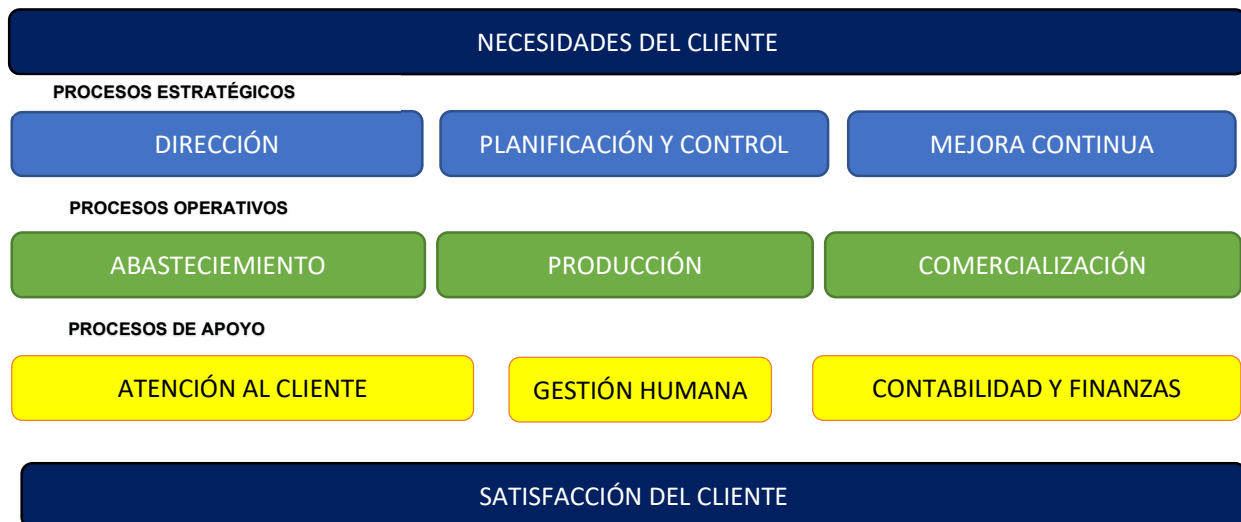 NECESIDADES DEL CLIENTE
PROCESOS ESTRATÉGICOS
DIRECCIÓN
PLANIFICACIÓN Y CONTROL
MEJORA CONTINUA
PROCESOS OPERATIVOS
ABASTECIEMIENTO
PRODUCCIÓN
COMERCIALIZACIÓN
PROCESOS DE APOYO
ATENCIÓN AL CLIENTE
GESTIÓN HUMANA
CONTABILIDAD Y FINANZAS
SATISFACCIÓN DEL CLIENTE